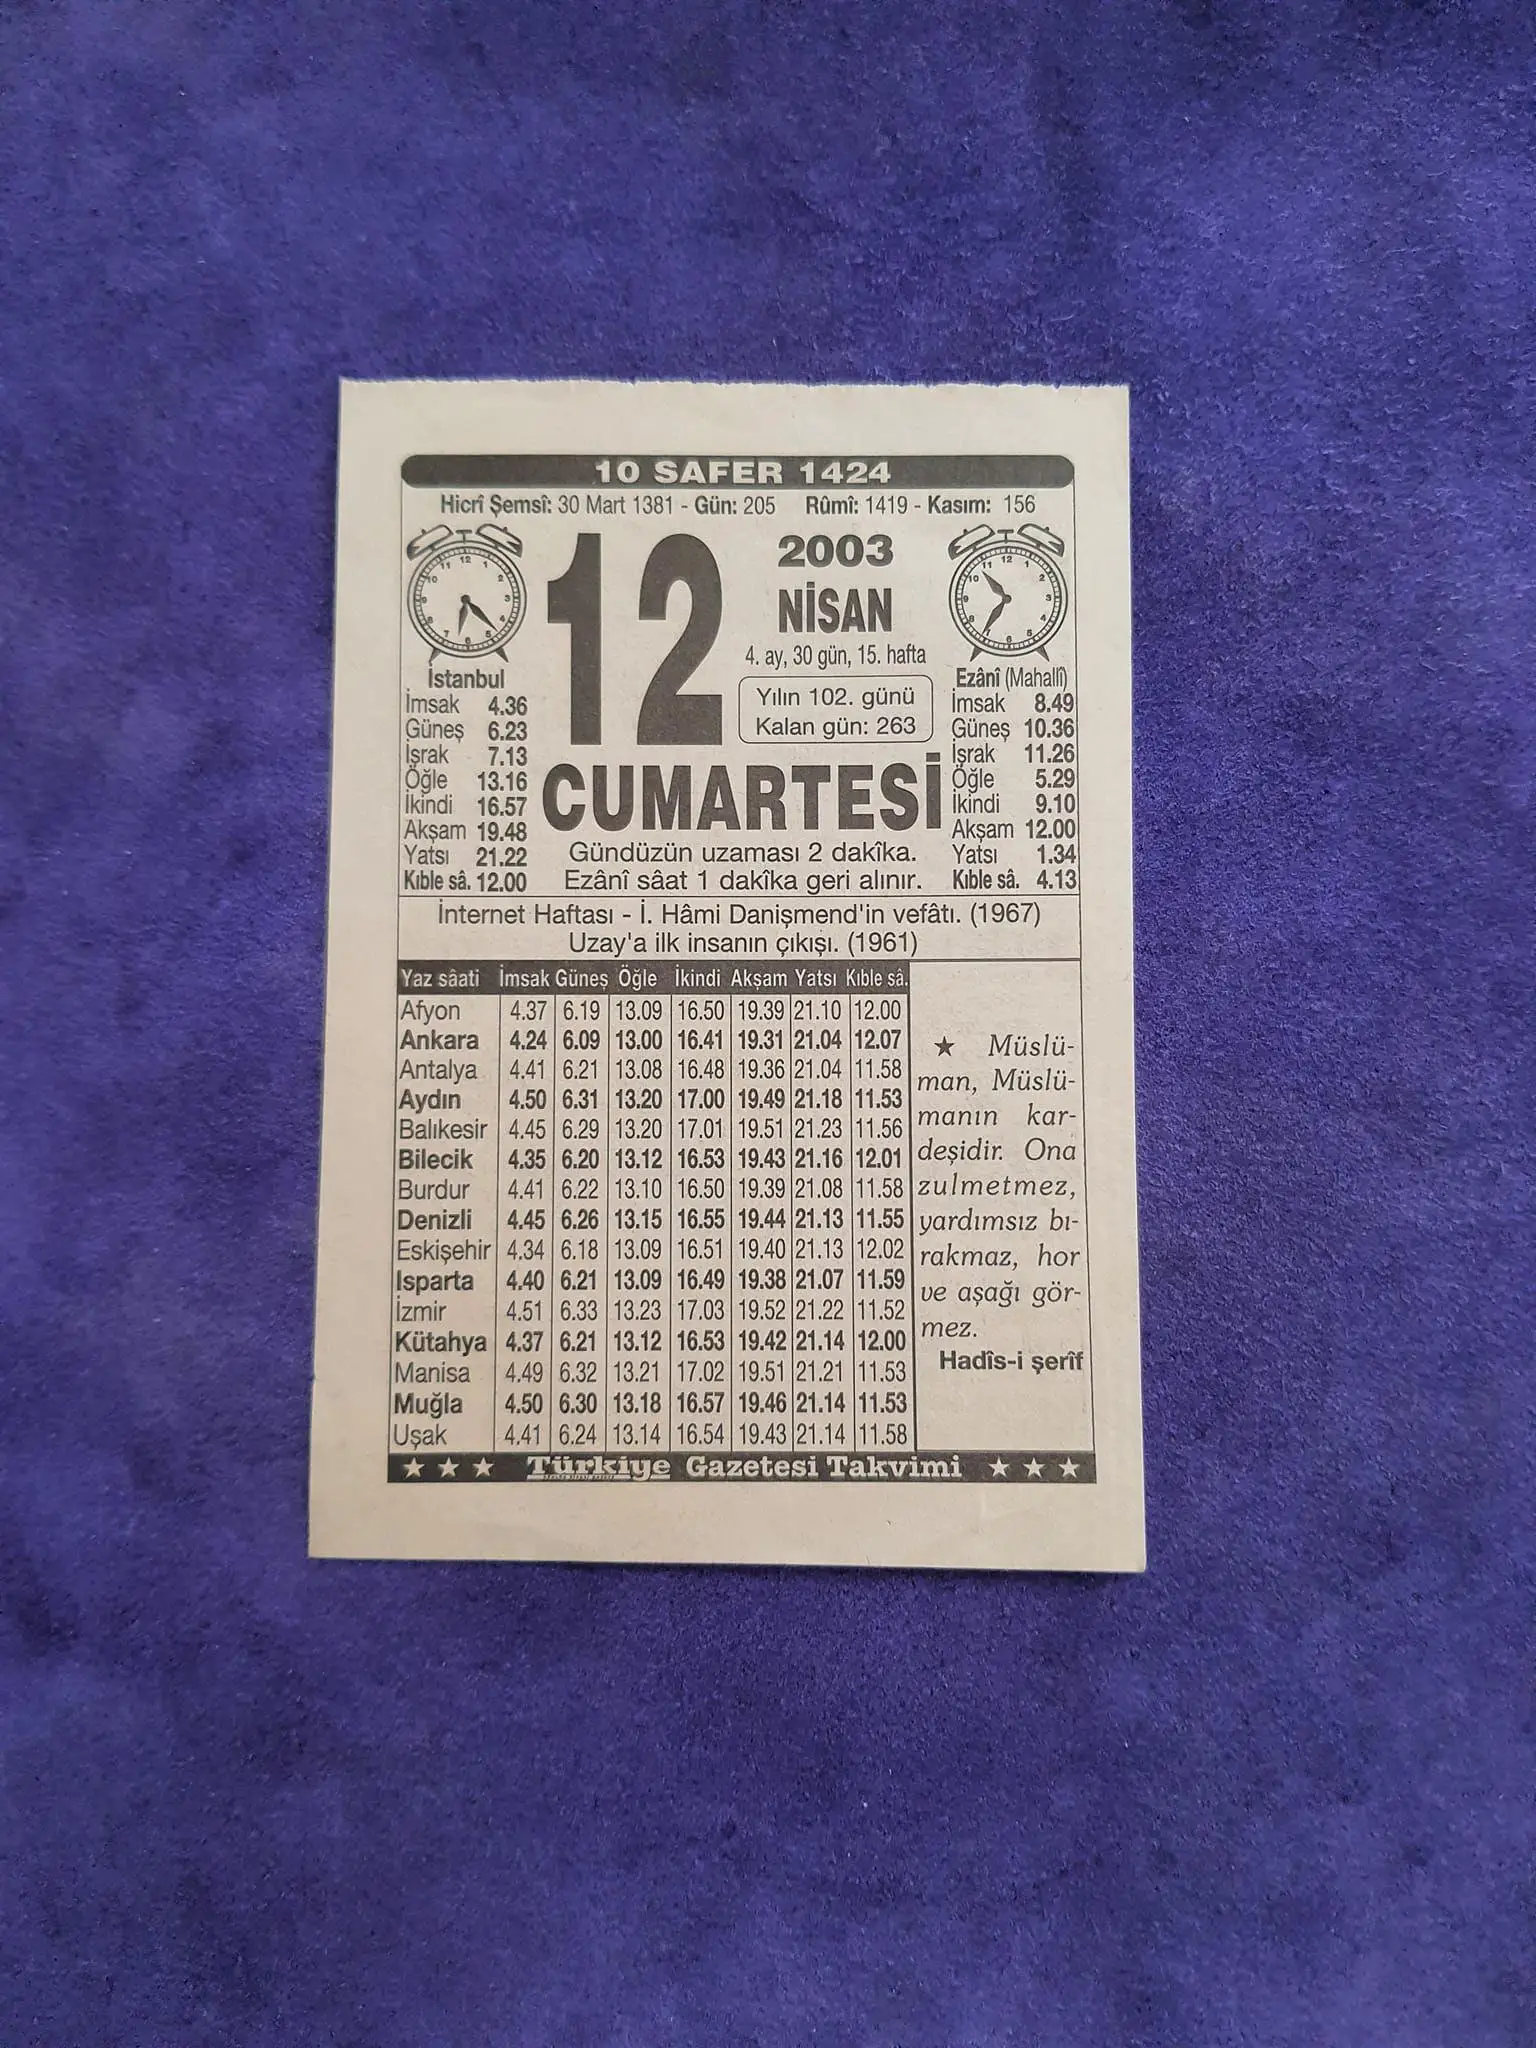 10 SAFER 1424
Hicrî Şemsî: 30 Mart 1381 - Gün: 205 Rûmî: 1419 - Kasım: 156
12
2003
NİSAN
4. ay, 30 gün, 15. hafta
Yılın 102. günü
Kalan gün: 263
CUMARTESİ
Gündüzün uzaması 2 dakîka.
Ezânî sâat 1 dakîka geri alınır.
İstanbul
İmsak 4.36
Güneş 6.23
İşrak 7.13
Öğle 13.16
İkindi 16.57
Akşam 19.48
Yatsı 21.22
Kıble sâ. 12.00
Ezânî (Mahallî)
İmsak 8.49
Güneş 10.36
İşrak 11.26
Öğle 5.29
İkindi 9.10
Akşam 12.00
Yatsı 1.34
Kıble sâ. 4.13
İnternet Haftası - İ. Hâmi Danişmend'in vefâtı. (1967)
Uzay'a ilk insanın çıkışı. (1961)
Yaz sâati İmsak Güneş Öğle İkindi Akşam Yatsı Kıble sâ.
Afyon 4.37 6.19 13.09 16.50 19.39 21.10 12.00
Ankara 4.24 6.09 13.00 16.41 19.31 21.04 12.07
Antalya 4.41 6.21 13.08 16.48 19.36 21.04 11.58
Aydın 4.50 6.31 13.20 17.00 19.49 21.18 11.53
Balıkesir 4.45 6.29 13.20 17.01 19.51 21.23 11.56
Bilecik 4.35 6.20 13.12 16.53 19.43 21.16 12.01
Burdur 4.41 6.22 13.10 16.50 19.39 21.08 11.58
Denizli 4.45 6.26 13.15 16.55 19.44 21.13 11.55
Eskişehir 4.34 6.18 13.09 16.51 19.40 21.13 12.02
Isparta 4.40 6.21 13.09 16.49 19.38 21.07 11.59
İzmir 4.51 6.33 13.23 17.03 19.52 21.22 11.52
Kütahya 4.37 6.21 13.12 16.53 19.42 21.14 12.00
Manisa 4.49 6.32 13.21 17.02 19.51 21.21 11.53
Muğla 4.50 6.30 13.18 16.57 19.46 21.14 11.53
Uşak 4.41 6.24 13.14 16.54 19.43 21.14 11.58
★ Müslü-
man, Müslü-
manın kar-
deşidir. Ona
zulmetmez,
yardımsız bı-
rakmaz, hor
ve aşağı gör-
mez.
Hadîs-i şerîf
★ ★ ★ Türkiye Gazetesi Takvimi ★ ★ ★